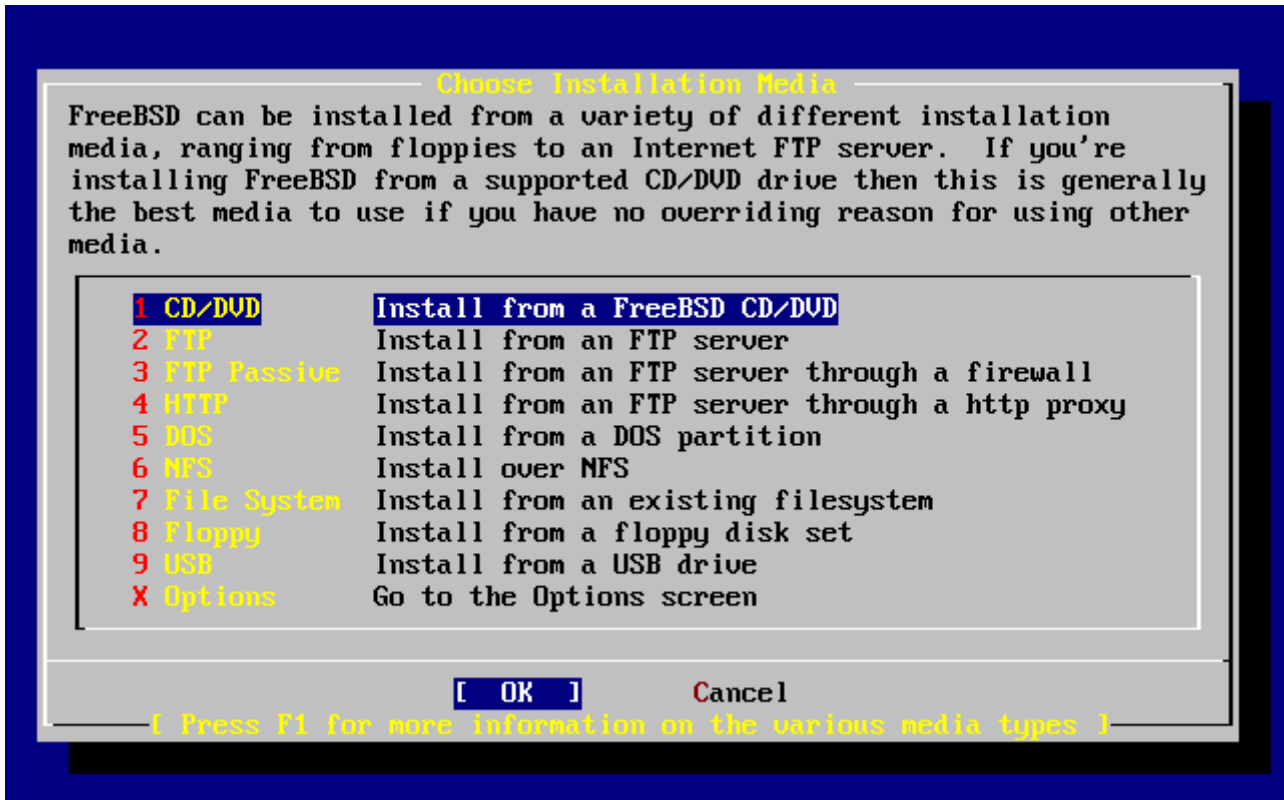 Choose Installation Media
FreeBSD can be installed from a variety of different installation
media, ranging from floppies to an Internet FTP server.  If you're
installing FreeBSD from a supported CD/DVD drive then this is generally
the best media to use if you have no overriding reason for using other
media.
1 CD/DVD Install from a FreeBSD CD/DVD
2 FTP Install from an FTP server
3 FTP Passive Install from an FTP server through a firewall
4 HTTP Install from an FTP server through a http proxy
5 DOS Install from a DOS partition
6 NFS Install over NFS
7 File System Install from an existing filesystem
8 Floppy Install from a floppy disk set
9 USB Install from a USB drive
X Options Go to the Options screen
[ OK ] Cancel
[ Press F1 for more information on the various media types ]